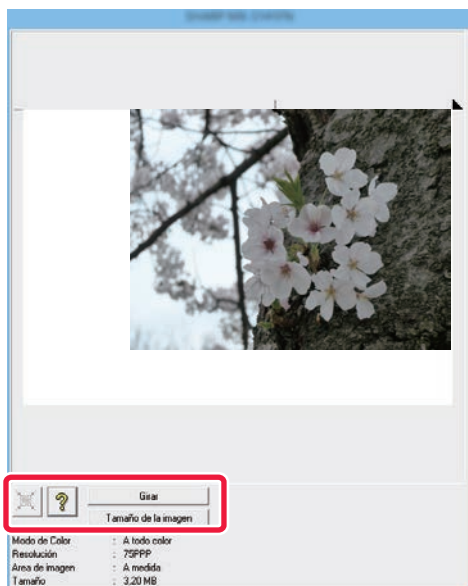 ?
Girar
Tamaño de la imagen
Modo de Color : A todo color
Resolución : 75PPP
Area de imagen : A medida
Tamaño : 3,20 MB